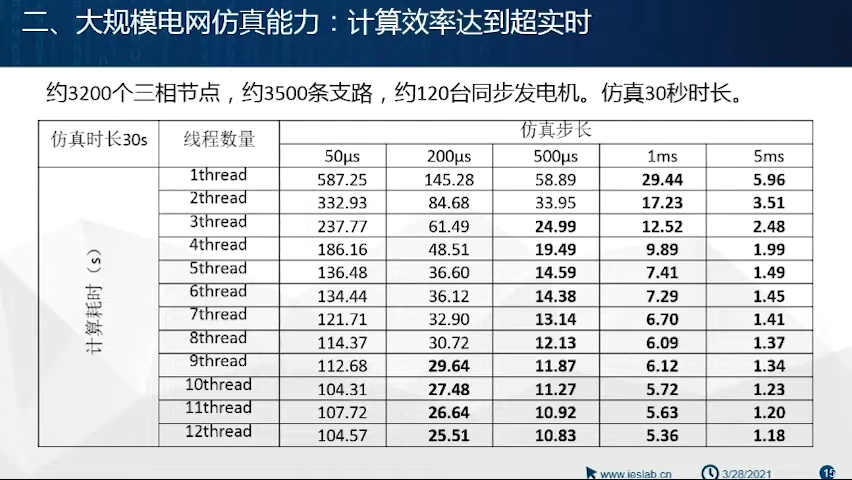 二、大规模电网仿真能力：计算效率达到超实时
约3200个三相节点，约3500条支路，约120台同步发电机。仿真30秒时长。
仿真时长30s 线程数量 仿真步长
50μs 200μs 500μs 1ms 5ms
计算耗时（s）
1thread 587.25 145.28 58.89 29.44 5.96
2thread 332.93 84.68 33.95 17.23 3.51
3thread 237.77 61.49 24.99 12.52 2.48
4thread 186.16 48.51 19.49 9.89 1.99
5thread 136.48 36.60 14.59 7.41 1.49
6thread 134.44 36.12 14.38 7.29 1.45
7thread 121.71 32.90 13.14 6.70 1.41
8thread 114.37 30.72 12.13 6.09 1.37
9thread 112.68 29.64 11.87 6.12 1.34
10thread 104.31 27.48 11.27 5.72 1.23
11thread 107.72 26.64 10.92 5.63 1.20
12thread 104.57 25.51 10.83 5.36 1.18
www.ieslab.cn 3/28/2021 15